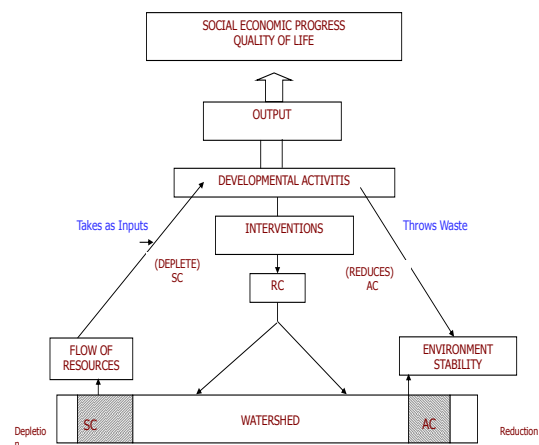 SOCIAL ECONOMIC PROGRESS
QUALITY OF LIFE
OUTPUT
DEVELOPMENTAL ACTIVITIS
Takes as Inputs
INTERVENTIONS
Throws Waste
(DEPLETE)
SC
(REDUCES)
AC
RC
FLOW OF
RESOURCES
ENVIRONMENT
STABILITY
SC
WATERSHED
AC
Depletio
Reduction